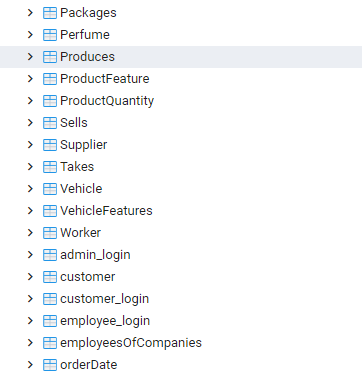 Packages
Perfume
Produces
ProductFeature
ProductQuantity
Sells
Supplier
Takes
Vehicle
VehicleFeatures
Worker
admin_login
customer
customer_login
employee_login
employeesOfCompanies
orderDate